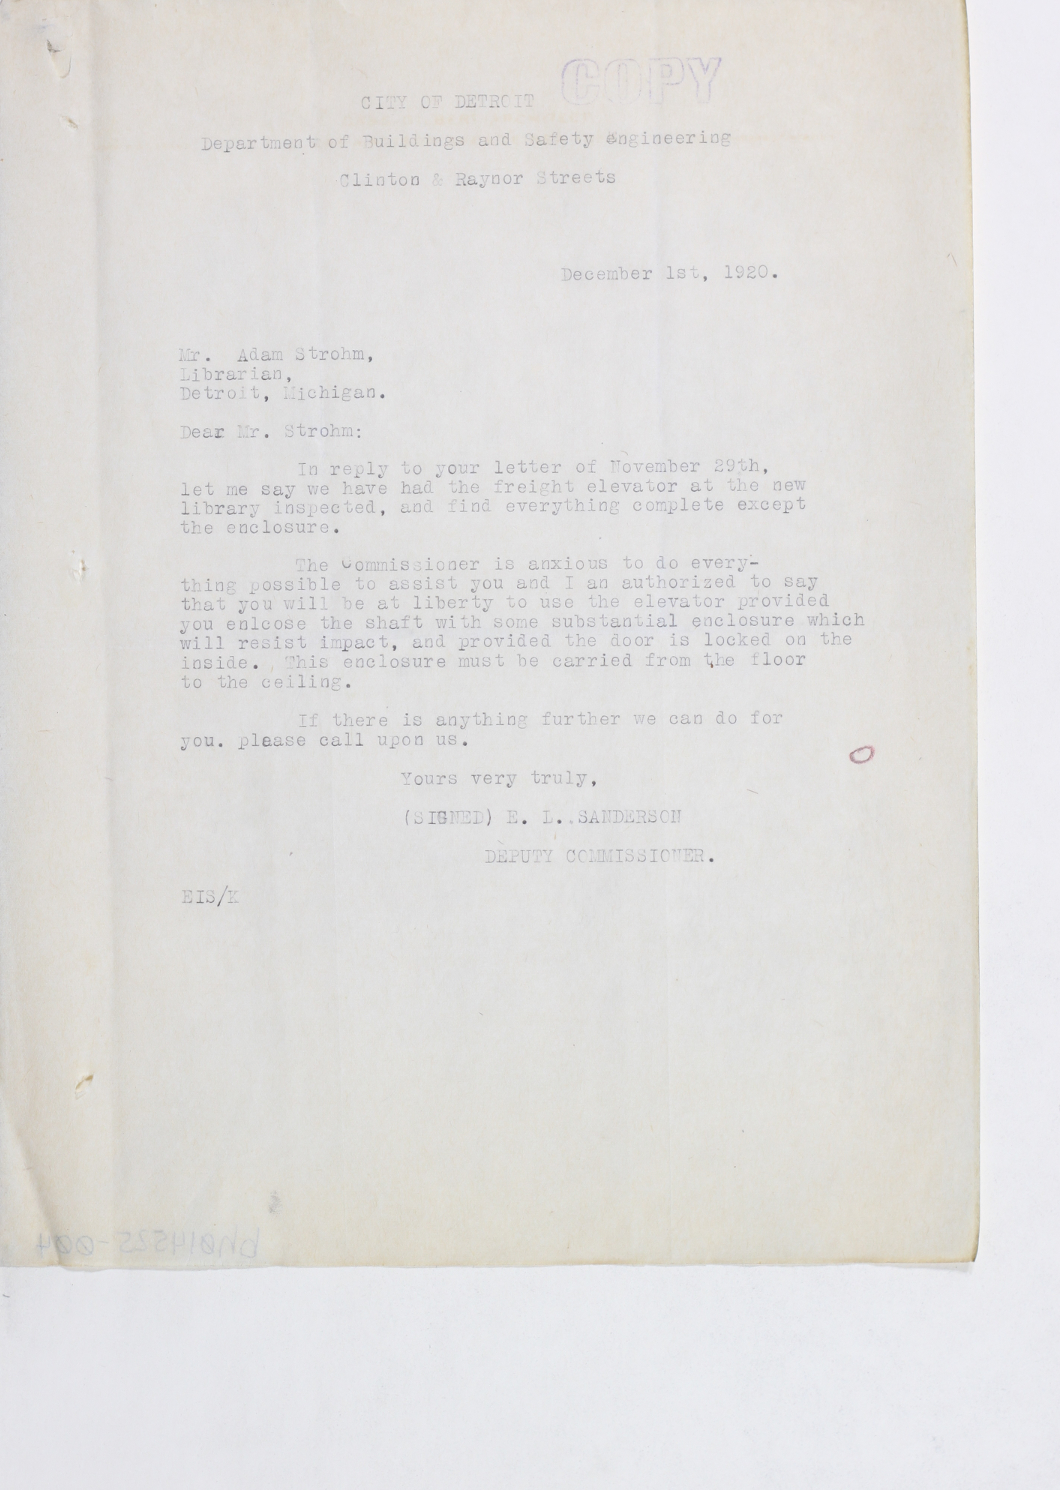 COPY
CITY OF DETROIT
Department of Buildings and Safety engineering
Clinton & Raynor Streets
December 1st, 1920.
Mr. Adam Strohm,
Librarian,
Detroit, Michigan.
Dear Mr. Strohm:
In reply to your letter of November 29th,
let me say we have had the freight elevator at the new
library inspected, and find everything complete except
the enclosure.
The Commissioner is anxious to do every-
thing possible to assist you and I an authorized to say
that you will be at liberty to use the elevator provided
you enlcose the shaft with some substantial enclosure which
will resist impact, and provided the door is locked on the
inside. This enclosure must be carried from the floor
to the ceiling.
If there is anything further we can do for
you. please call upon us.
Yours very truly,
(SIGNED) E. L. SANDERSON
DEPUTY COMMISSIONER.
EIS/K
bh014525-004